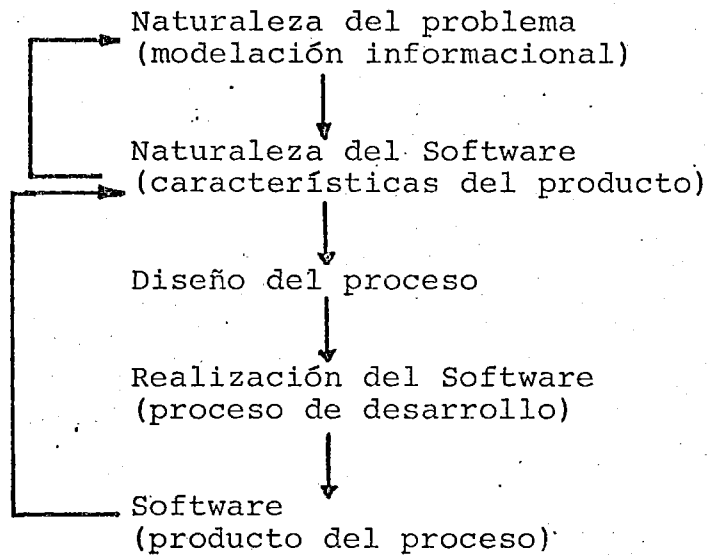 Naturaleza del problema
(modelación informacional)
Naturaleza del Software
(características del producto)
Diseño del proceso
Realización del Software
(proceso de desarrollo)
Software
(producto del proceso)